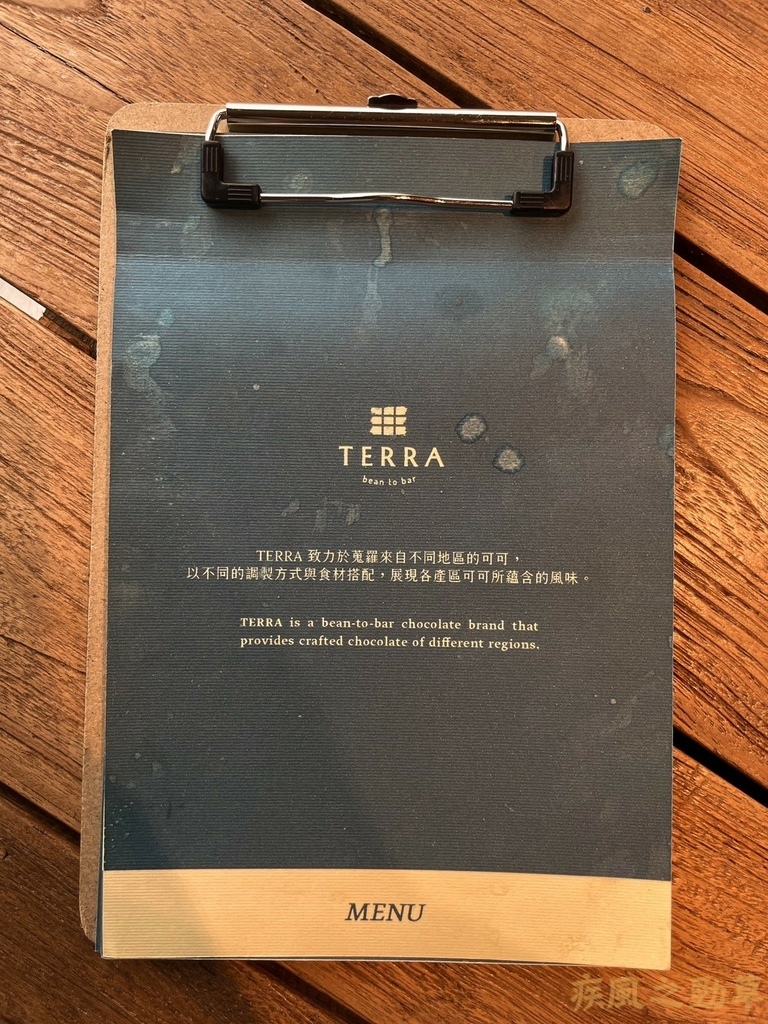 TERRA
bean to bar
TERRA 致力於蒐羅來自不同地區的可可，
以不同的調製方式與食材搭配，展現各產區可可所蘊含的風味。
TERRA is a bean-to-bar chocolate brand that
provides crafted chocolate of different regions.
MENU
疾風之勁草